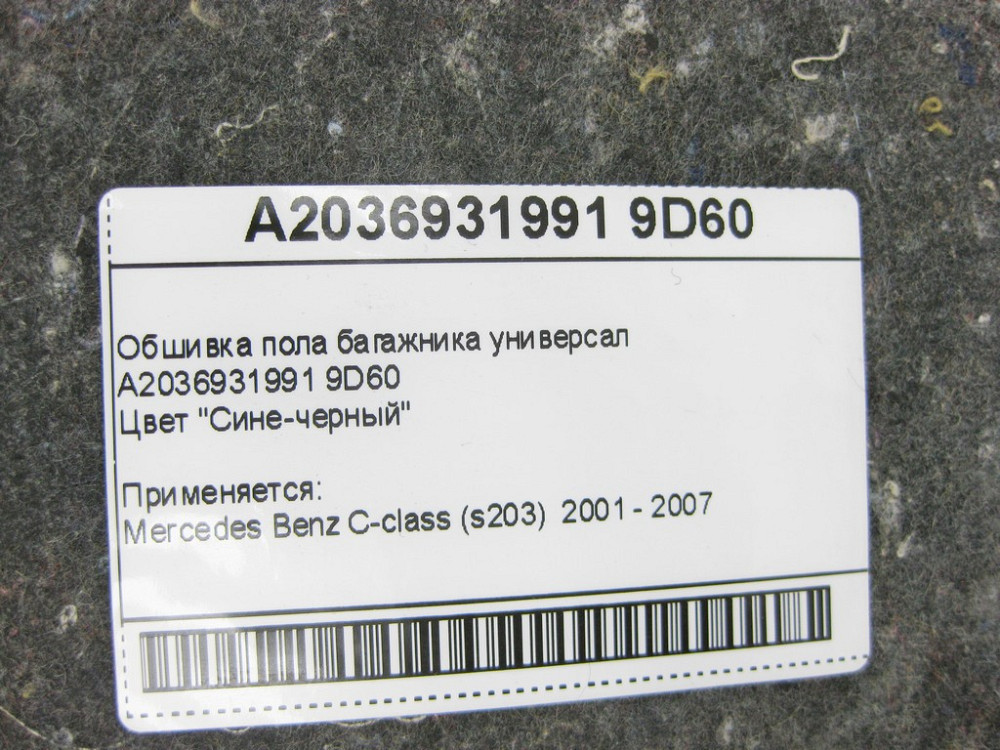 A2036931991 9D60
Обшивка пола багажника универсал
A2036931991 9D60
Цвет "Сине-черный"
Применяется:
Mercedes Benz C-class (s203) 2001 - 2007